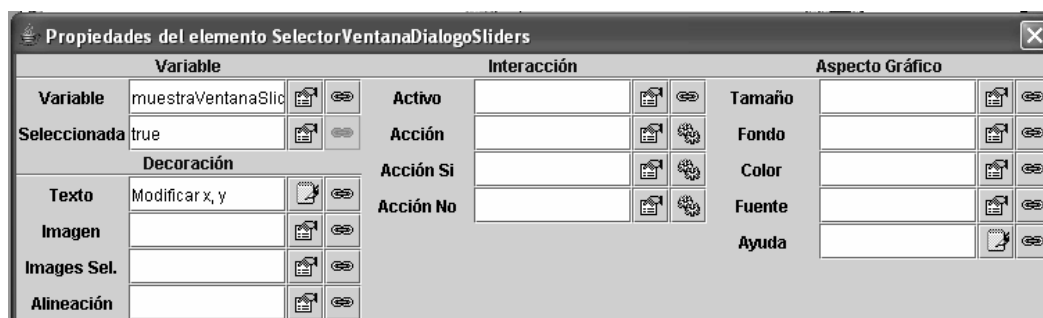 Propiedades del elemento SelectorVentanaDialogoSliders
Variable
Variable muestraVentanaSlid
Seleccionada true
Decoración
Texto Modificar x, y
Imagen
Images Sel.
Alineación
Interacción
Activo
Acción
Acción Si
Acción No
Aspecto Gráfico
Tamaño
Fondo
Color
Fuente
Ayuda